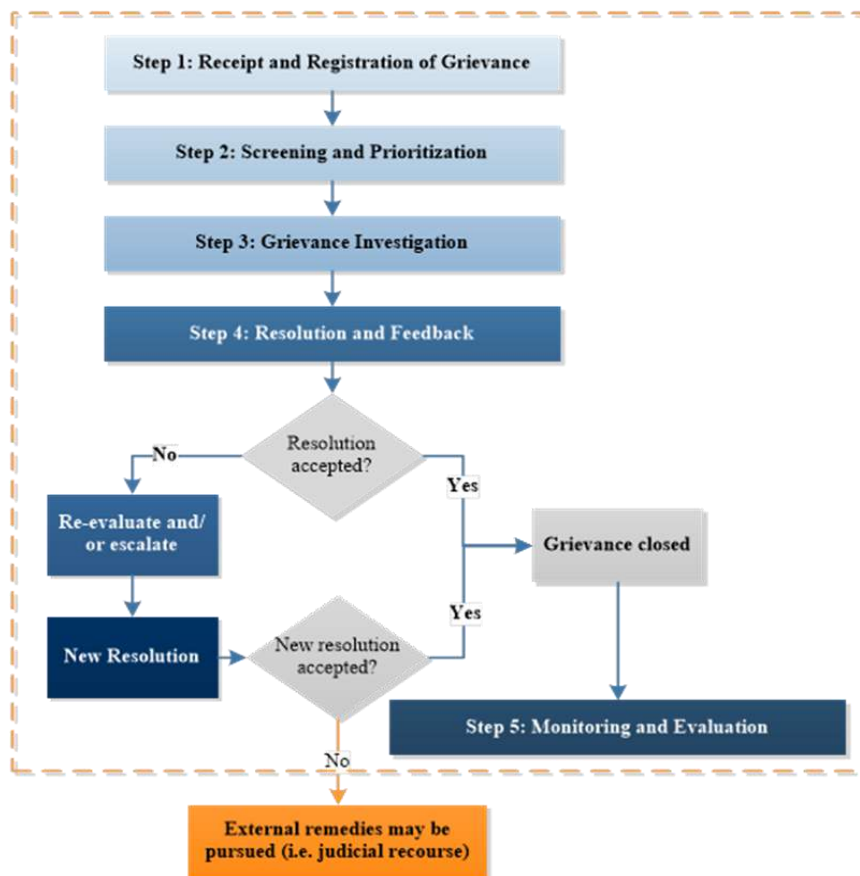 Step 1: Receipt and Registration of Grievance
Step 2: Screening and Prioritization
Step 3: Grievance Investigation
Step 4: Resolution and Feedback
Resolution
accepted?
No
Yes
Re-evaluate and/
or escalate
Grievance closed
Yes
New Resolution
New resolution
accepted?
Step 5: Monitoring and Evaluation
No
External remedies may be
pursued (i.e. judicial recourse)